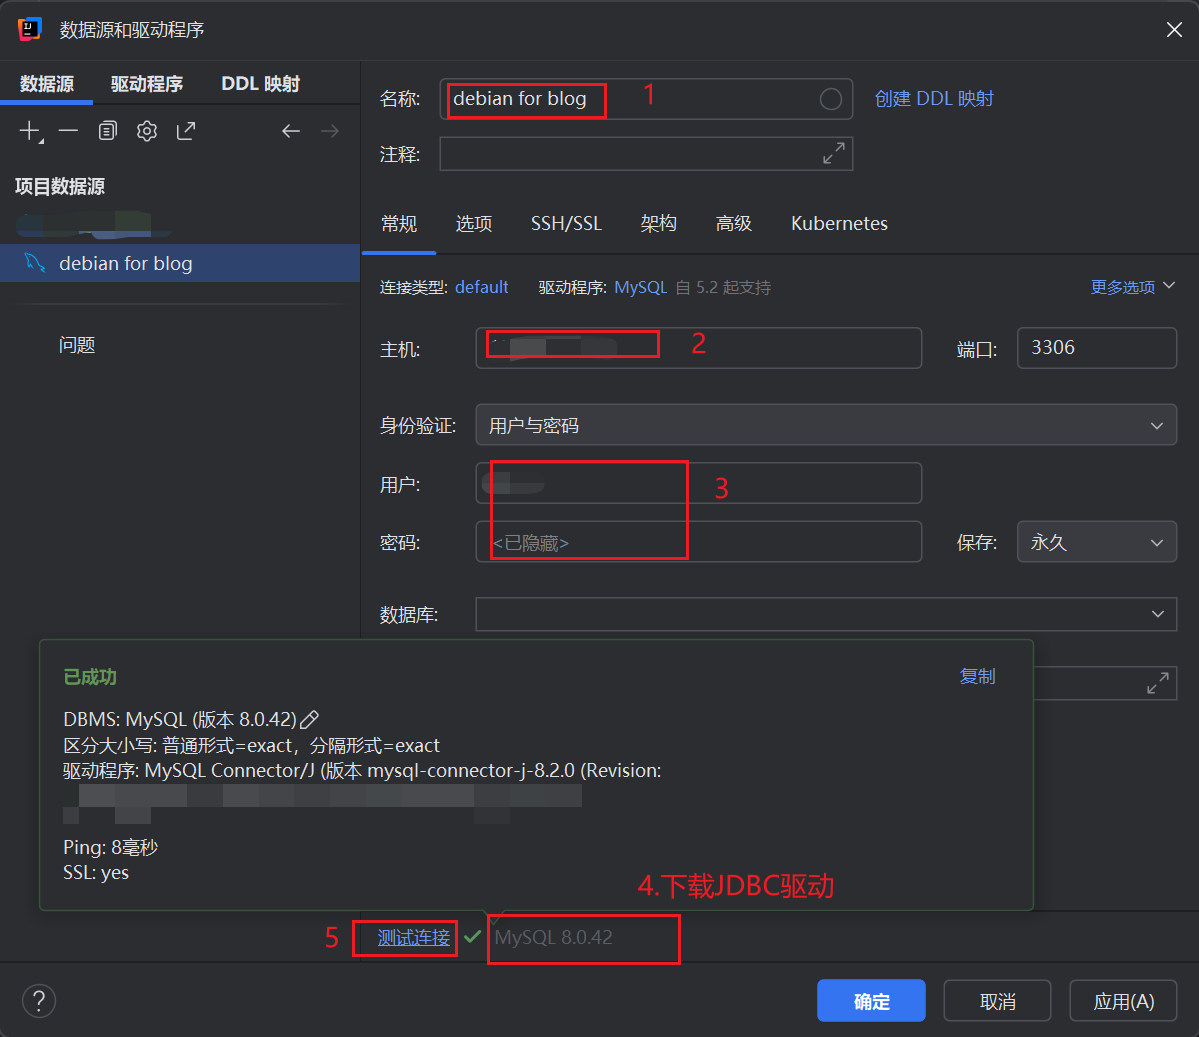 数据源和驱动程序
数据源 驱动程序 DDL 映射
项目数据源
debian for blog
问题
名称: debian for blog 1 创建 DDL 映射
注释:
常规 选项 SSH/SSL 架构 高级 Kubernetes
连接类型: default 驱动程序: MySQL 自 5.2 起支持 更多选项
主机: 2 端口: 3306
身份验证: 用户与密码
用户: 3
密码: <已隐藏> 保存: 永久
数据库:
已成功 复制
DBMS: MySQL (版本 8.0.42)
区分大小写: 普通形式=exact，分隔形式=exact
驱动程序: MySQL Connector/J (版本 mysql-connector-j-8.2.0 (Revision:
Ping: 8毫秒
SSL: yes
4.下载JDBC驱动
5 测试连接 MySQL 8.0.42
? 确定 取消 应用(A)